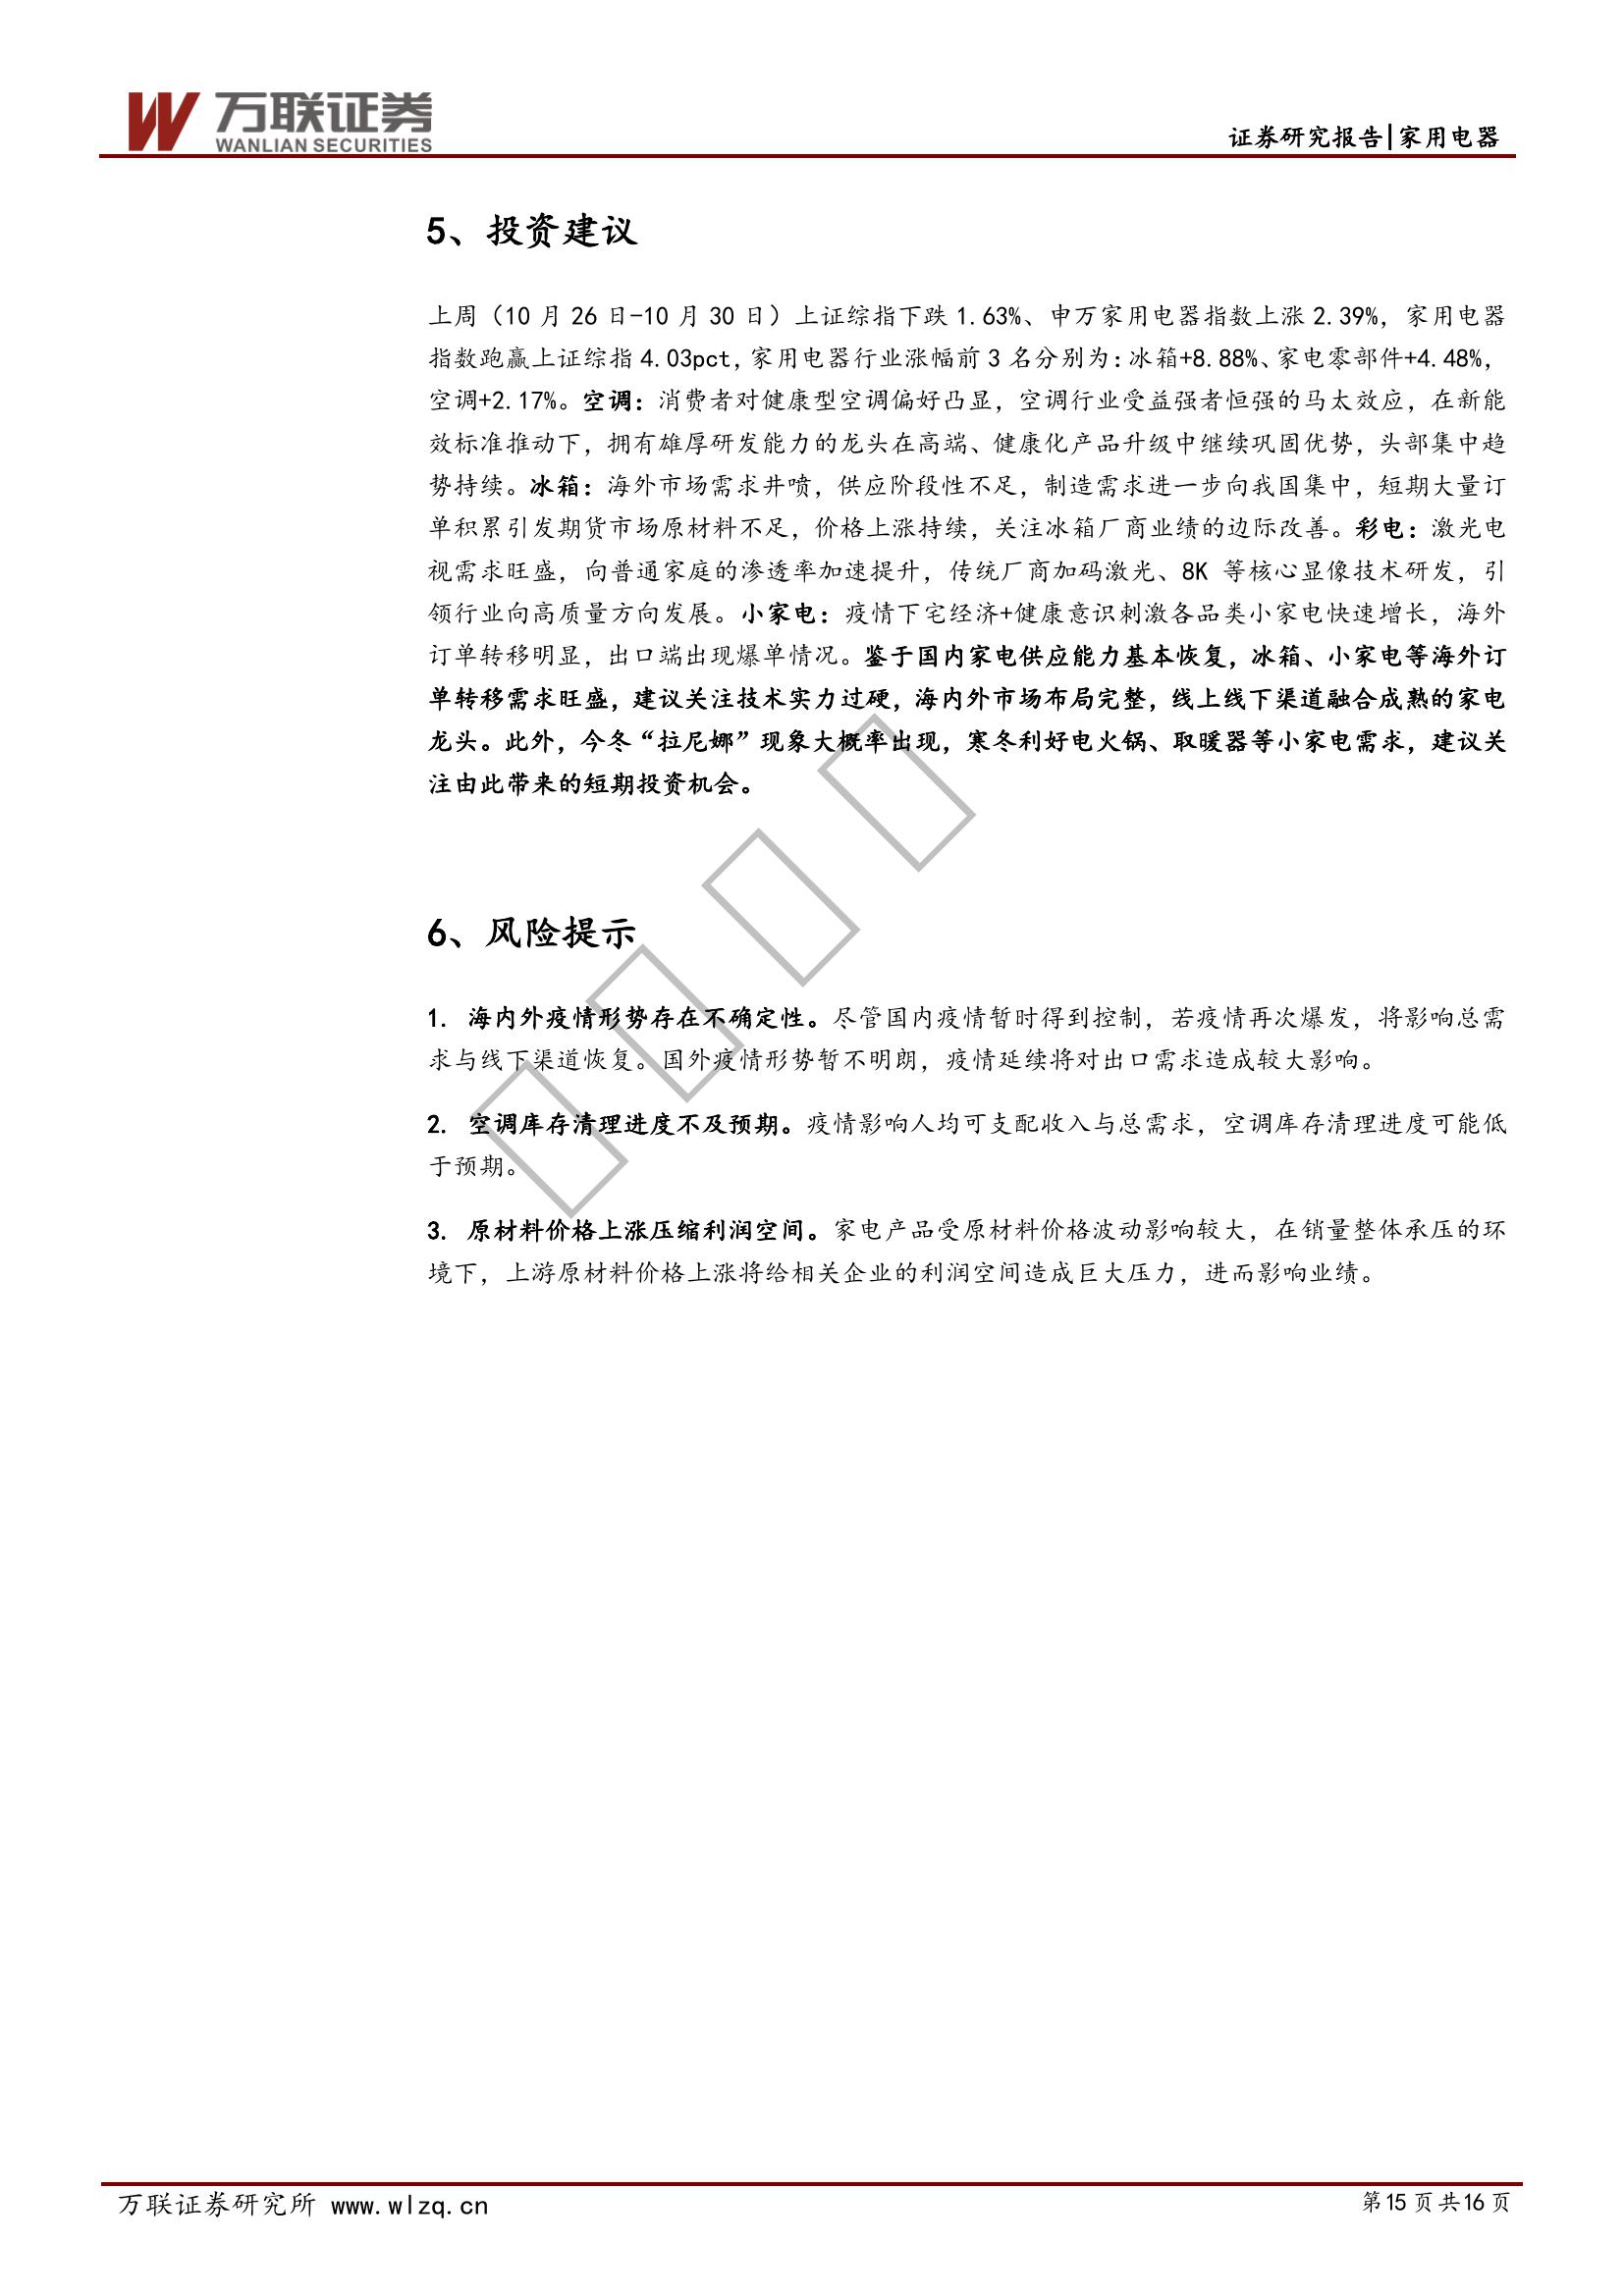 万联证券
WANLIAN SECURITIES
证券研究报告|家用电器
5、投资建议
上周（10 月 26 日-10 月 30 日）上证综指下跌 1.63%、申万家用电器指数上涨 2.39%，家用电器
指数跑赢上证综指 4.03pct，家用电器行业涨幅前 3 名分别为：冰箱+8.88%、家电零部件+4.48%，
空调+2.17%。空调：消费者对健康型空调偏好凸显，空调行业受益强者恒强的马太效应，在新能
效标准推动下，拥有雄厚研发能力的龙头在高端、健康化产品升级中继续巩固优势，头部集中趋
势持续。冰箱：海外市场需求井喷，供应阶段性不足，制造需求进一步向我国集中，短期大量订
单积累引发期货市场原材料不足，价格上涨持续，关注冰箱厂商业绩的边际改善。彩电：激光电
视需求旺盛，向普通家庭的渗透率加速提升，传统厂商加码激光、8K 等核心显像技术研发，引
领行业向高质量方向发展。小家电：疫情下宅经济+健康意识刺激各品类小家电快速增长，海外
订单转移明显，出口端出现爆单情况。鉴于国内家电供应能力基本恢复，冰箱、小家电等海外订
单转移需求旺盛，建议关注技术实力过硬，海内外市场布局完整，线上线下渠道融合成熟的家电
龙头。此外，今冬“拉尼娜”现象大概率出现，寒冬利好电火锅、取暖器等小家电需求，建议关
注由此带来的短期投资机会。
6、风险提示
1. 海内外疫情形势存在不确定性。尽管国内疫情暂时得到控制，若疫情再次爆发，将影响总需
求与线下渠道恢复。国外疫情形势暂不明朗，疫情延续将对出口需求造成较大影响。
2. 空调库存清理进度不及预期。疫情影响人均可支配收入与总需求，空调库存清理进度可能低
于预期。
3. 原材料价格上涨压缩利润空间。家电产品受原材料价格波动影响较大，在销量整体承压的环
境下，上游原材料价格上涨将给相关企业的利润空间造成巨大压力，进而影响业绩。
万联证券研究所 www.wlzq.cn
第15 页 共16 页